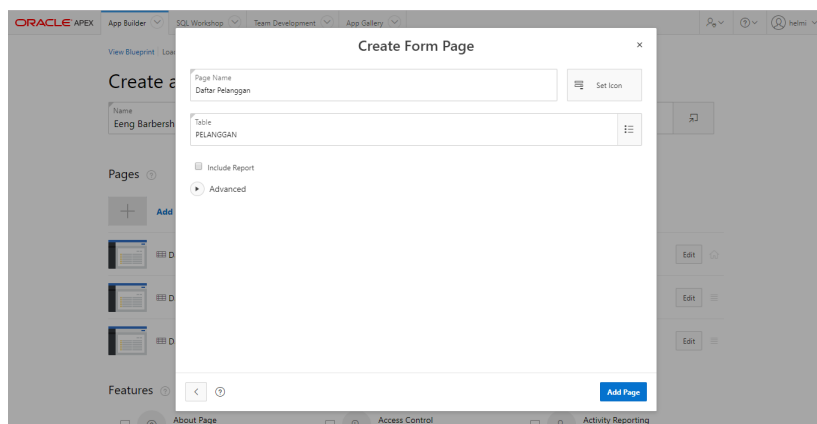 ORACLE APEX App Builder SQL Workshop Team Development App Gallery helmi
View Blueprint Loa
Create Form Page
Create a
Page Name
Daftar Pelanggan
Set Icon
Name
Eeng Barbersh
Table
PELANGGAN
Include Report
Pages
Advanced
Add
D
Edit
D
Edit
D
Edit
Features
Add Page
About Page Access Control Activity Reporting